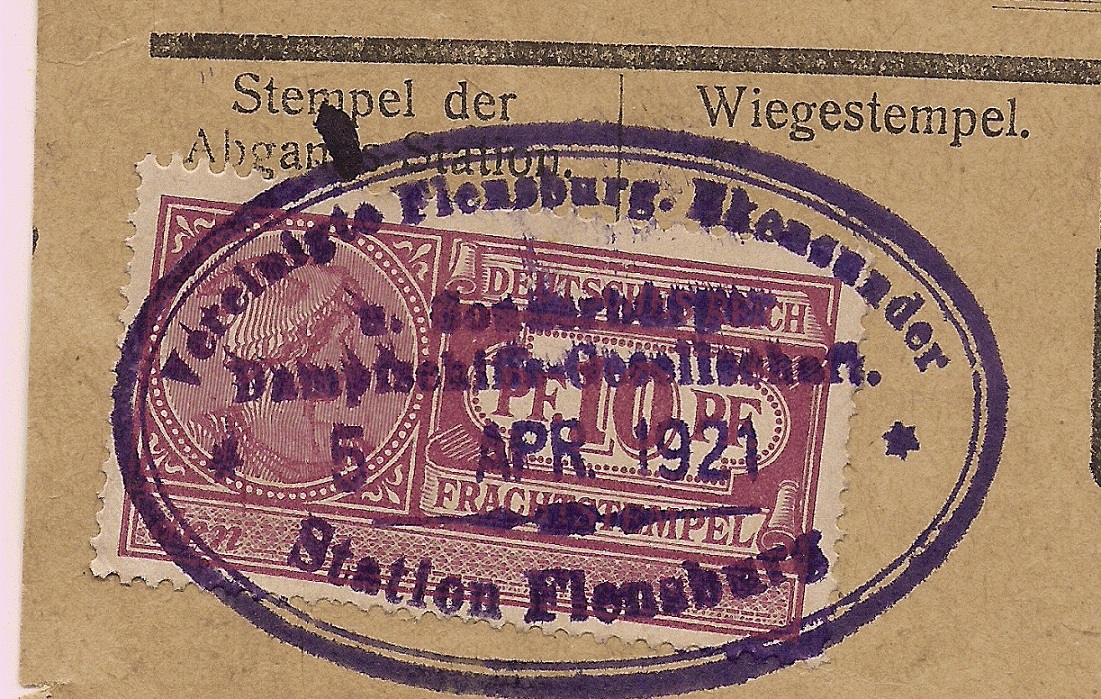 Stempel der
Abgangs Station.
Wiegestempel.
Vereinigte Flensburg. Ekensunder
u. Sonderburger
Dampfschiffs-Gesellschaft.
* 5 APR. 1921 *
Station Flensburg
DEUTSCHES REICH
PF 10 PF
FRACHTSTEMPEL